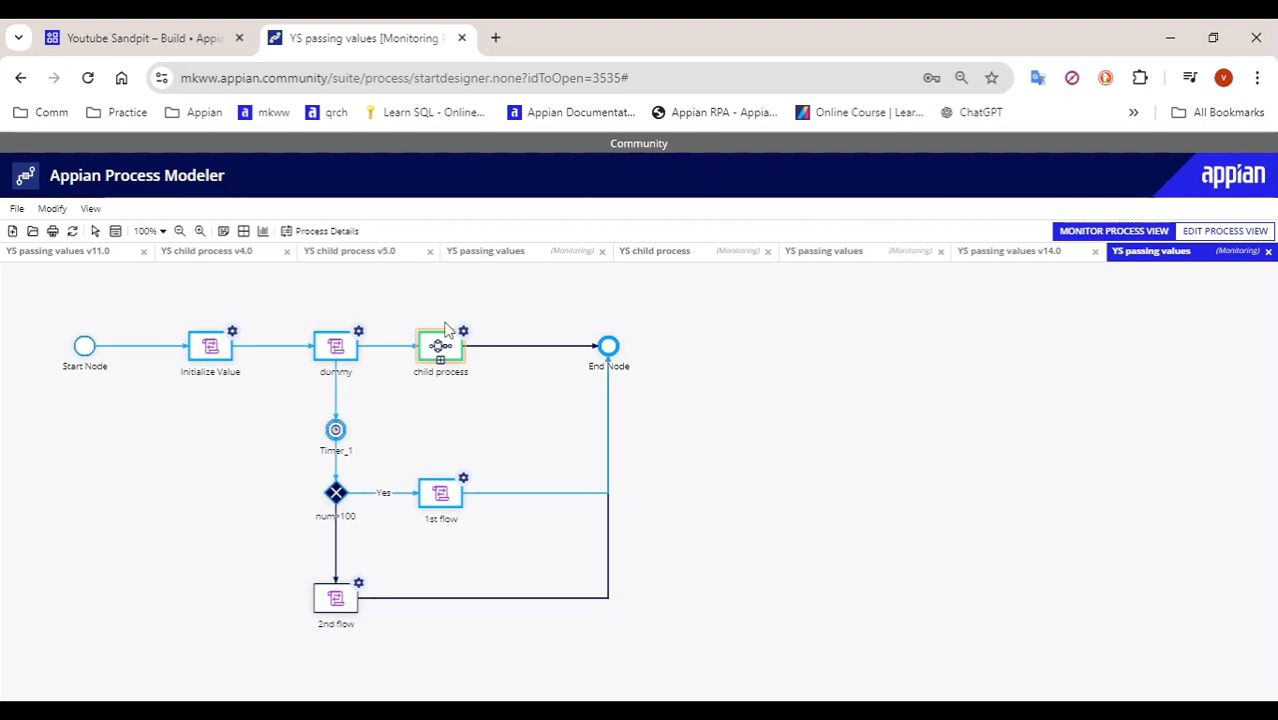 Youtube Sandpit – Build • Appi
YS passing values [Monitoring P
mkww.appian.community/suite/process/startdesigner.none?idToOpen=3535#
Comm
Practice
Appian
mkww
qrch
Learn SQL - Online...
Appian Documentat...
Appian RPA - Appia...
Online Course | Lear...
ChatGPT
All Bookmarks
Community
Appian Process Modeler
appian
File Modify View
100%
Process Details
MONITOR PROCESS VIEW
EDIT PROCESS VIEW
YS passing values v11.0
YS child process v4.0
YS child process v5.0
YS passing values (Monitoring)
YS child process (Monitoring)
YS passing values (Monitoring)
YS passing values v14.0
YS passing values (Monitoring)
Start Node
Initialize Value
dummy
child process
End Node
Timer_1
Yes
1st flow
2nd flow